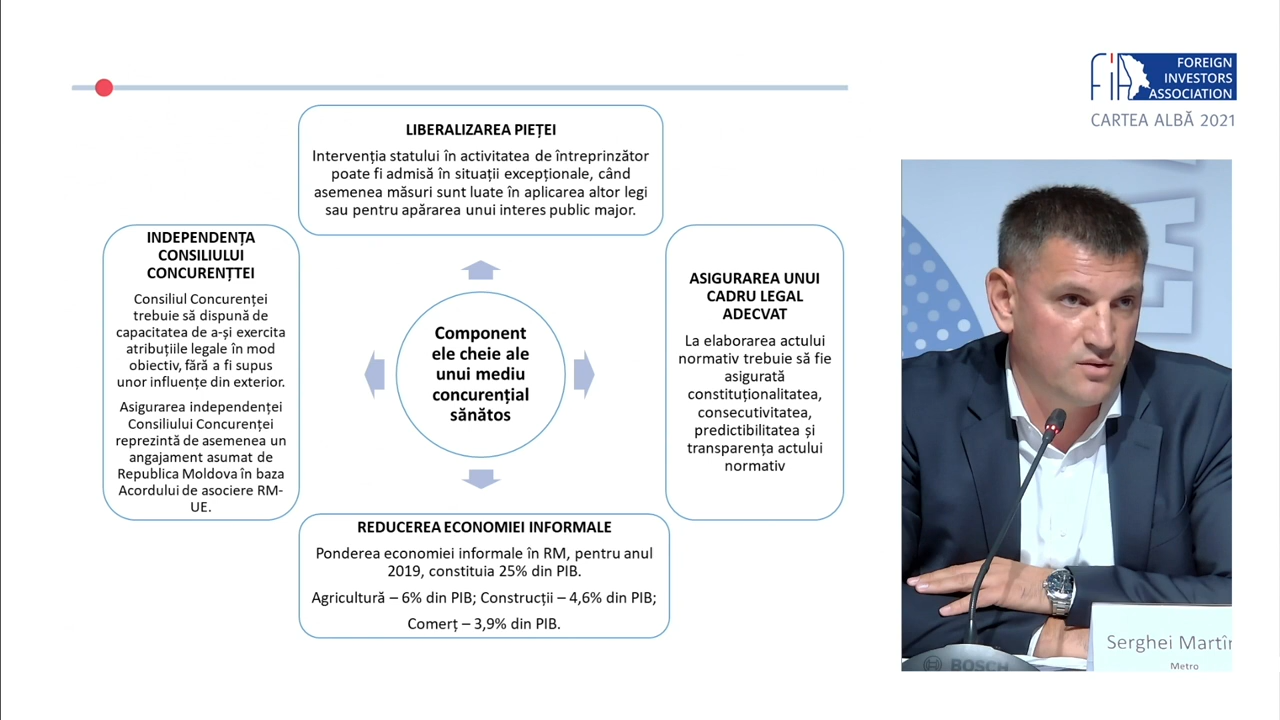 FiA
FOREIGN
INVESTORS
ASSOCIATION
CARTEA ALBĂ 2021
LIBERALIZAREA PIEȚEI
Intervenția statului în activitatea de întreprinzător
poate fi admisă în situații excepționale, când
asemenea măsuri sunt luate în aplicarea altor legi
sau pentru apărarea unui interes public major.
INDEPENDENȚA
CONSILIULUI
CONCURENȚTEI
Consiliul Concurenței
trebuie să dispună de
capacitatea de a-și exercita
atribuțiile legale în mod
obiectiv, fără a fi supus
unor influențe din exterior.
Asigurarea independenței
Consiliului Concurenței
reprezintă de asemenea un
angajament asumat de
Republica Moldova în baza
Acordului de asociere RM-
UE.
Component
ele cheie ale
unui mediu
concurențial
sănătos
ASIGURAREA UNUI
CADRU LEGAL
ADECVAT
La elaborarea actului
normativ trebuie să fie
asigurată
constituționalitatea,
consecutivitatea,
predictibilitatea și
transparența actului
normativ
REDUCEREA ECONOMIEI INFORMALE
Ponderea economiei informale în RM, pentru anul
2019, constituia 25% din PIB.
Agricultură – 6% din PIB; Construcții – 4,6% din PIB;
Comerț – 3,9% din PIB.
Serghei Martîn
Metro
BOSCH